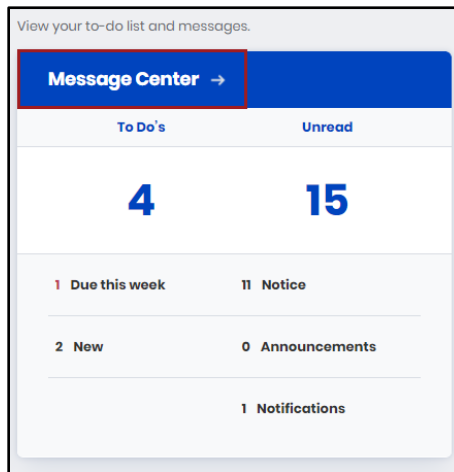 View your to-do list and messages.
Message Center →
To Do's Unread
4 15
1 Due this week 11 Notice
2 New 0 Announcements
1 Notifications